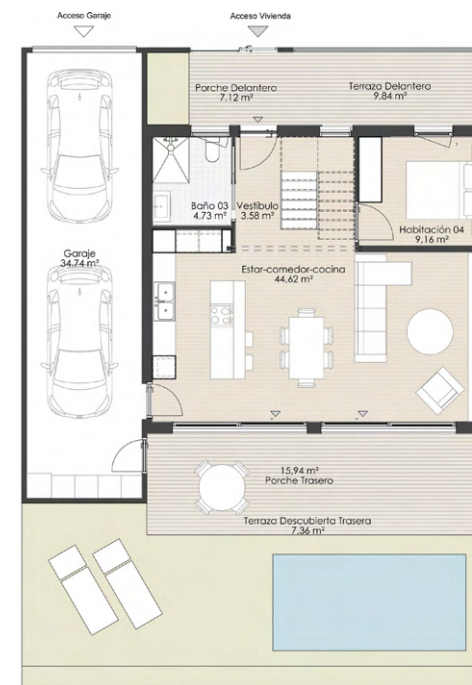 Acceso Garaje
Acceso Vivienda
Porche Delantero
7,12 m²
Terraza Delantera
9,84 m²
Baño 03
4.73 m²
Vestíbulo
3.58 m²
Habitación 04
9,16 m²
Garaje
34.74 m²
Estar-comedor-cocina
44,62 m²
15,94 m²
Porche Trasero
Terraza Descubierta Trasera
7,36 m²